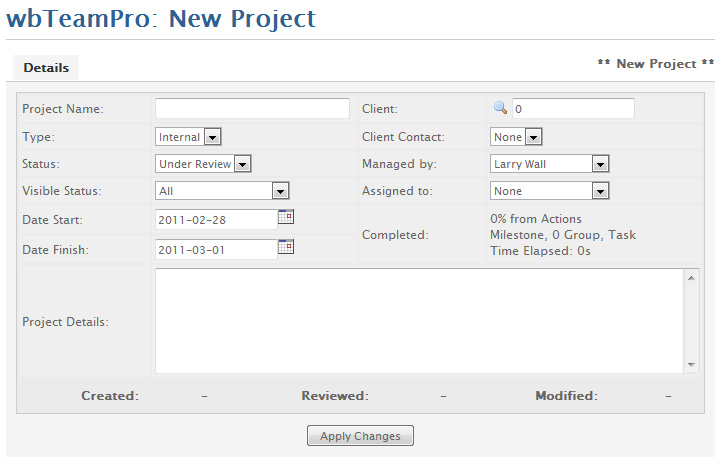 wbTeamPro: New Project
Details
** New Project **
Project Name:
Client: 0
Type: Internal
Client Contact: None
Status: Under Review
Managed by: Larry Wall
Visible Status: All
Assigned to: None
Date Start: 2011-02-28
Date Finish: 2011-03-01
Completed:
0% from Actions
Milestone, 0 Group, Task
Time Elapsed: 0s
Project Details:
Created: - Reviewed: - Modified: -
Apply Changes